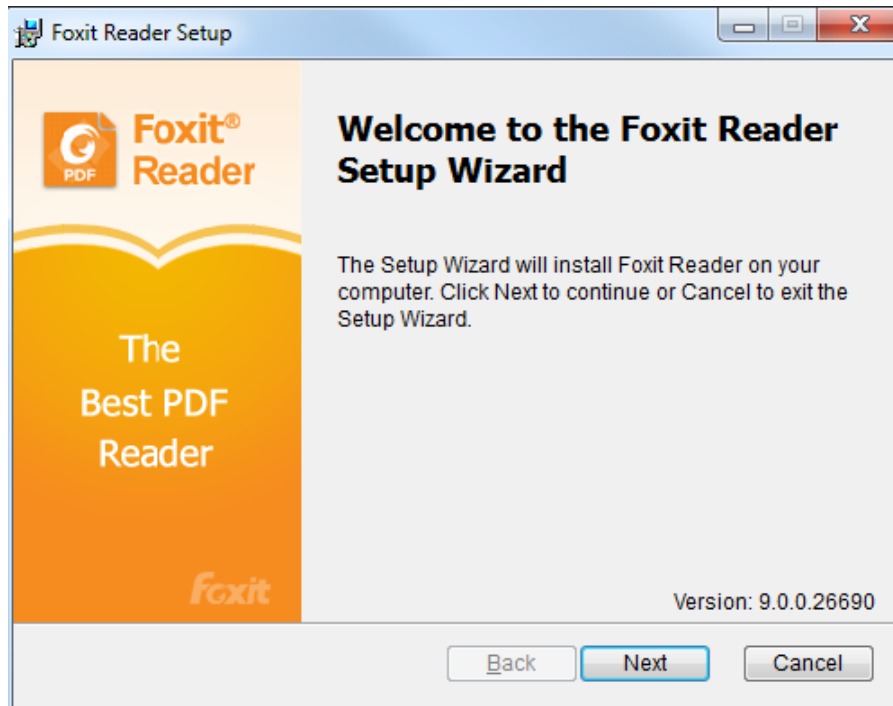 Foxit Reader Setup
Foxit®
Reader
PDF
Welcome to the Foxit Reader
Setup Wizard
The Setup Wizard will install Foxit Reader on your
computer. Click Next to continue or Cancel to exit the
Setup Wizard.
The
Best PDF
Reader
Foxit
Version: 9.0.0.26690
Back
Next
Cancel